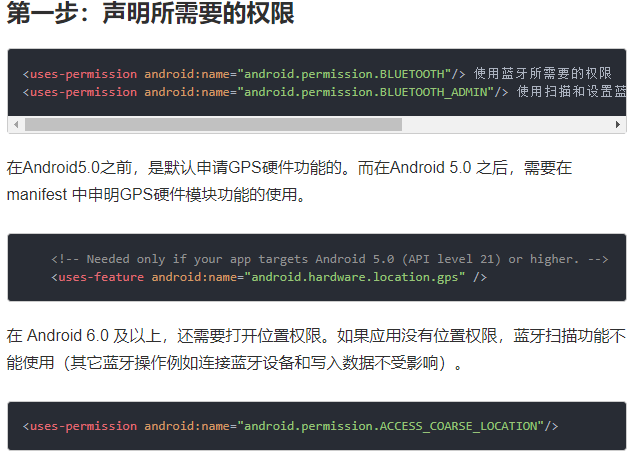 第一步：声明所需要的权限
<uses-permission android:name="android.permission.BLUETOOTH"/> 使用蓝牙所需要的权限
<uses-permission android:name="android.permission.BLUETOOTH_ADMIN"/> 使用扫描和设置蓝
在Android5.0之前，是默认申请GPS硬件功能的。而在Android 5.0 之后，需要在
manifest 中申明GPS硬件模块功能的使用。
<!-- Needed only if your app targets Android 5.0 (API level 21) or higher. -->
<uses-feature android:name="android.hardware.location.gps" />
在 Android 6.0 及以上，还需要打开位置权限。如果应用没有位置权限，蓝牙扫描功能不
能使用（其它蓝牙操作例如连接蓝牙设备和写入数据不受影响）。
<uses-permission android:name="android.permission.ACCESS_COARSE_LOCATION"/>